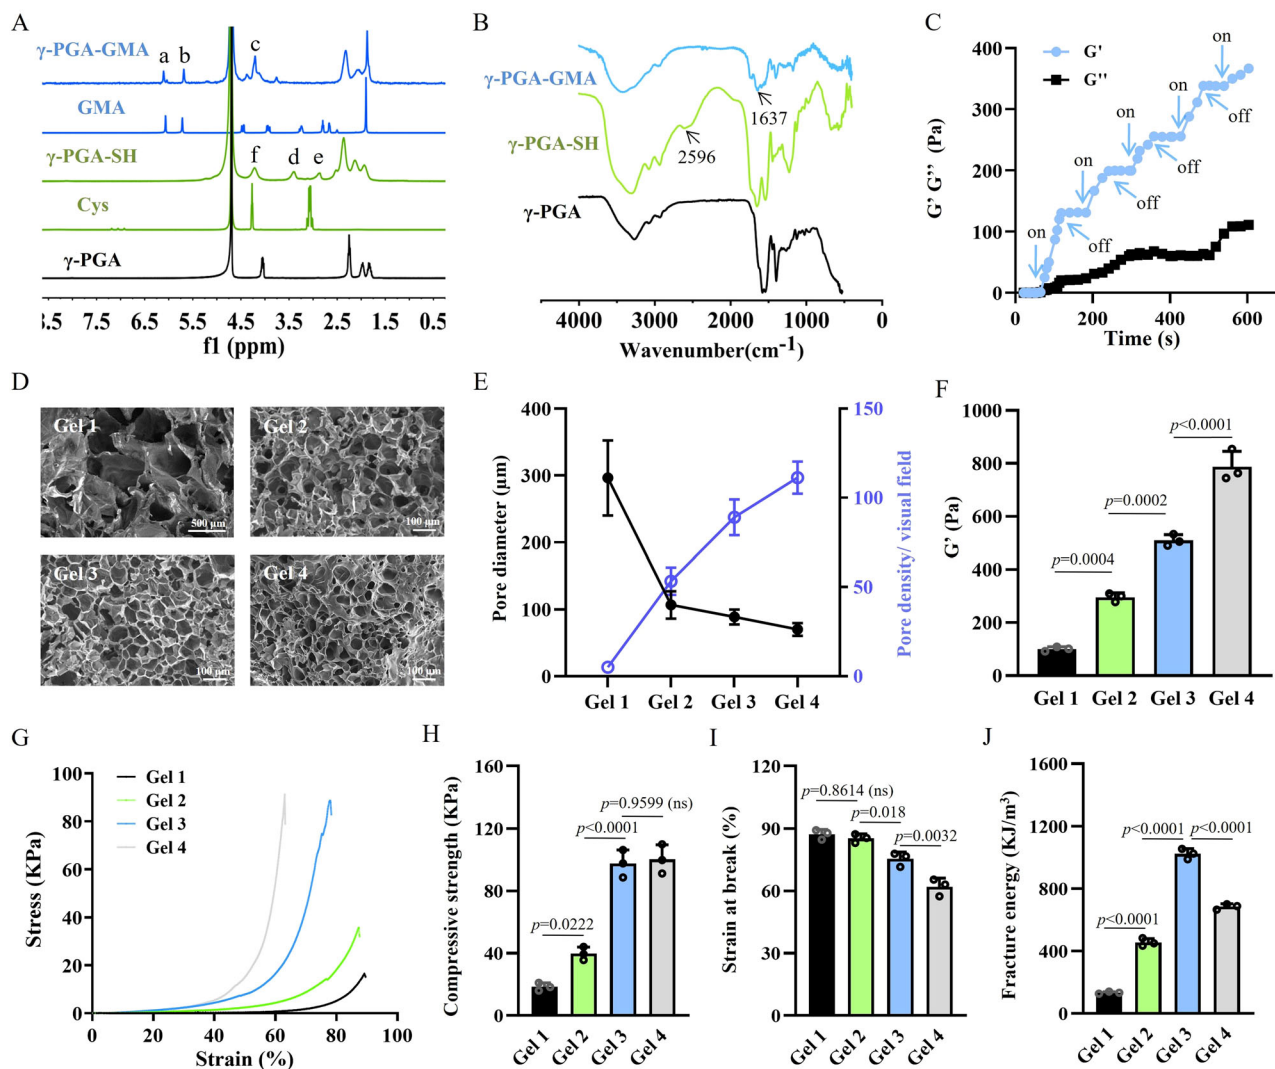 A
γ-PGA-GMA
a
b
c
GMA
γ-PGA-SH
f
d
e
Cys
γ-PGA
8.5 7.5 6.5 5.5 4.5 3.5 2.5 1.5 0.5
f1 (ppm)
B
γ-PGA-GMA
1637
γ-PGA-SH
2596
γ-PGA
4000 3000 2000 1000 0
Wavenumber(cm-1)
C
G'
G''
on
on
on
on
on
off
off
off
off
400
300
200
100
0
G' G'' (Pa)
0 200 400 600
Time (s)
D
Gel 1
500 μm
Gel 2
100 μm
Gel 3
100 μm
Gel 4
100 μm
E
400
300
200
100
0
Pore diameter (μm)
150
100
50
0
Pore density/ visual field
Gel 1 Gel 2 Gel 3 Gel 4
F
1000
800
600
400
200
0
G’ (Pa)
p=0.0004
p=0.0002
p<0.0001
Gel 1 Gel 2 Gel 3 Gel 4
G
Gel 1
Gel 2
Gel 3
Gel 4
100
80
60
40
20
0
Stress (KPa)
0 20 40 60 80 100
Strain (%)
H
160
120
80
40
0
Compressive strength (KPa)
p=0.0222
p<0.0001
p=0.9599 (ns)
Gel 1 Gel 2 Gel 3 Gel 4
I
120
90
60
30
0
Strain at break (%)
p=0.8614 (ns)
p=0.018
p=0.0032
Gel 1 Gel 2 Gel 3 Gel 4
J
1600
1200
800
400
0
Fracture energy (KJ/m3)
p<0.0001
p<0.0001
p<0.0001
Gel 1 Gel 2 Gel 3 Gel 4